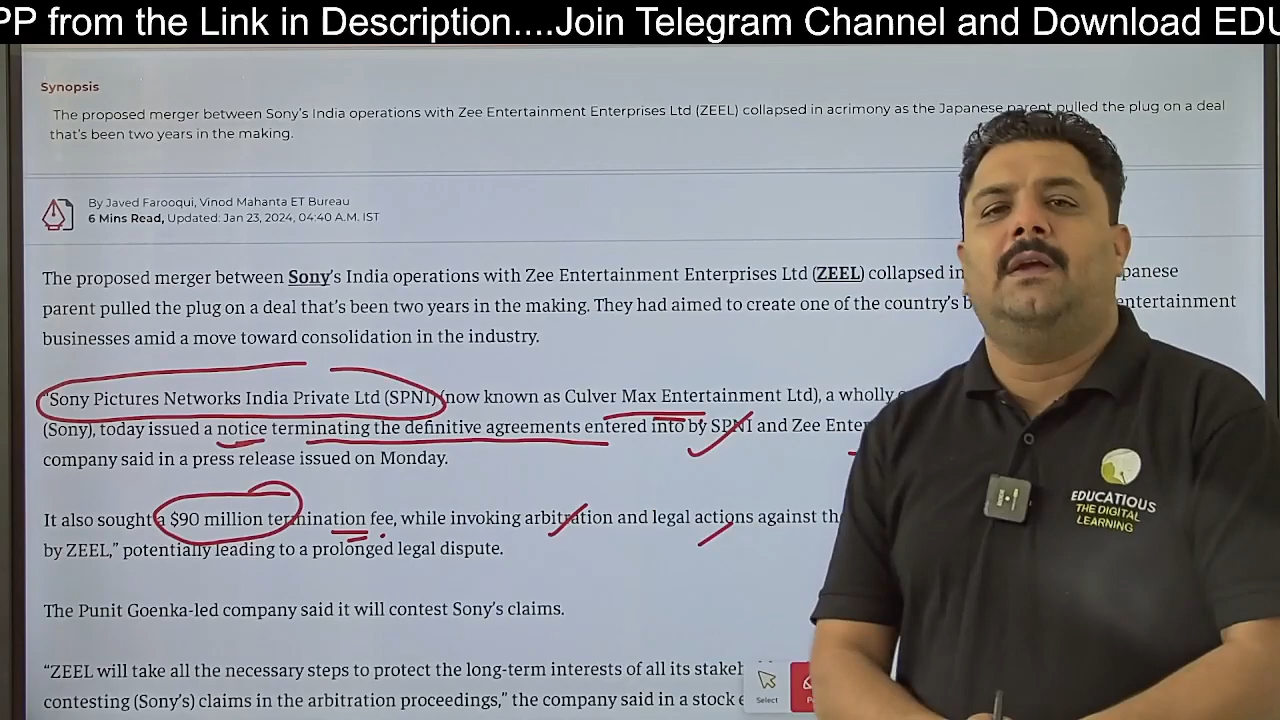 PP from the Link in Description....Join Telegram Channel and Download EDU
Synopsis
The proposed merger between Sony's India operations with Zee Entertainment Enterprises Ltd (ZEEL) collapsed in acrimony as the Japanese parent pulled the plug on a deal
that's been two years in the making.
By Javed Farooqui, Vinod Mahanta ET Bureau
6 Mins Read, Updated: Jan 23, 2024, 04:40 A.M. IST
The proposed merger between Sony's India operations with Zee Entertainment Enterprises Ltd (ZEEL) collapsed in panese
parent pulled the plug on a deal that's been two years in the making. They had aimed to create one of the country's b entertainment
businesses amid a move toward consolidation in the industry.
"Sony Pictures Networks India Private Ltd (SPNI) (now known as Culver Max Entertainment Ltd), a wholly
(Sony), today issued a notice terminating the definitive agreements entered into by SPNI and Zee Enter
company said in a press release issued on Monday.
It also sought a $90 million termination fee, while invoking arbitration and legal actions against th
by ZEEL," potentially leading to a prolonged legal dispute.
The Punit Goenka-led company said it will contest Sony's claims.
"ZEEL will take all the necessary steps to protect the long-term interests of all its stakeh
contesting (Sony's) claims in the arbitration proceedings," the company said in a stock e
Select
P
EDUCATIOUS
THE DIGITAL
LEARNING